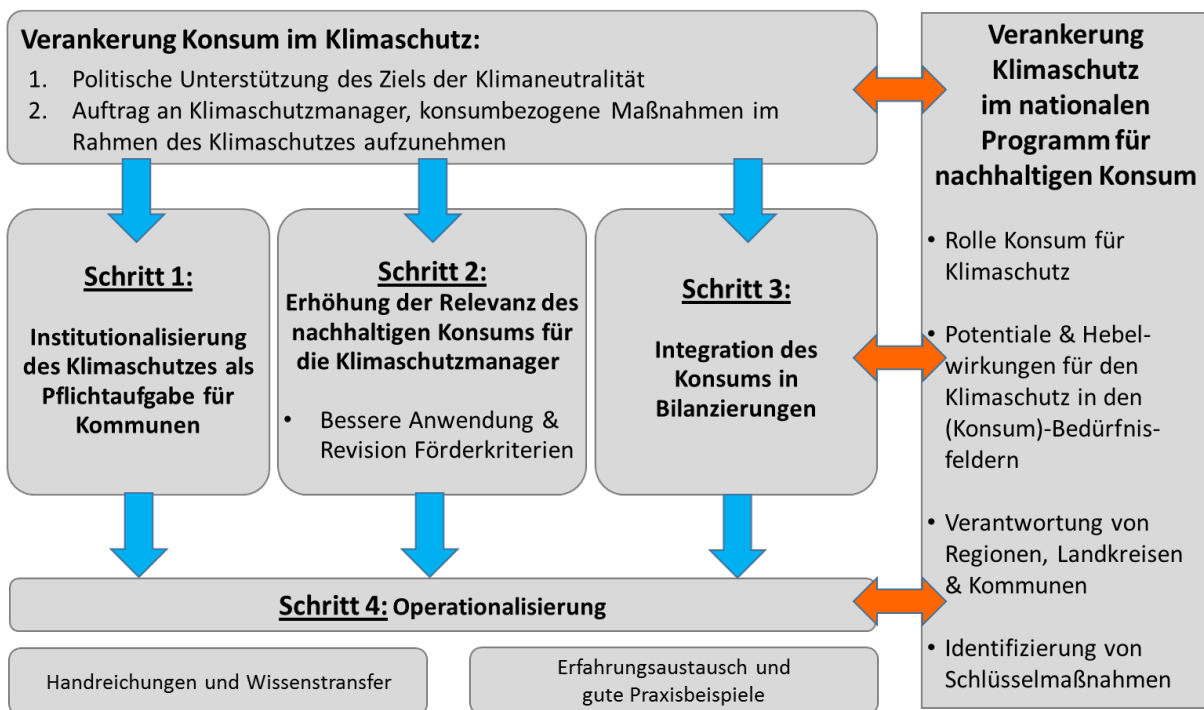 Verankerung Konsum im Klimaschutz:
1. Politische Unterstützung des Ziels der Klimaneutralität
2. Auftrag an Klimaschutzmanager, konsumbezogene Maßnahmen im
Rahmen des Klimaschutzes aufzunehmen
Schritt 1:
Institutionalisierung
des Klimaschutzes als
Pflichtaufgabe für
Kommunen
Schritt 2:
Erhöhung der Relevanz des
nachhaltigen Konsums für
die Klimaschutzmanager
• Bessere Anwendung &
Revision Förderkriterien
Schritt 3:
Integration des
Konsums in
Bilanzierungen
Schritt 4: Operationalisierung
Handreichungen und Wissenstransfer
Erfahrungsaustausch und
gute Praxisbeispiele
Verankerung
Klimaschutz
im nationalen
Programm für
nachhaltigen Konsum
• Rolle Konsum für
Klimaschutz
• Potentiale & Hebel-
wirkungen für den
Klimaschutz in den
(Konsum)-Bedürfnis-
feldern
• Verantwortung von
Regionen, Landkreisen
& Kommunen
• Identifizierung von
Schlüsselmaßnahmen